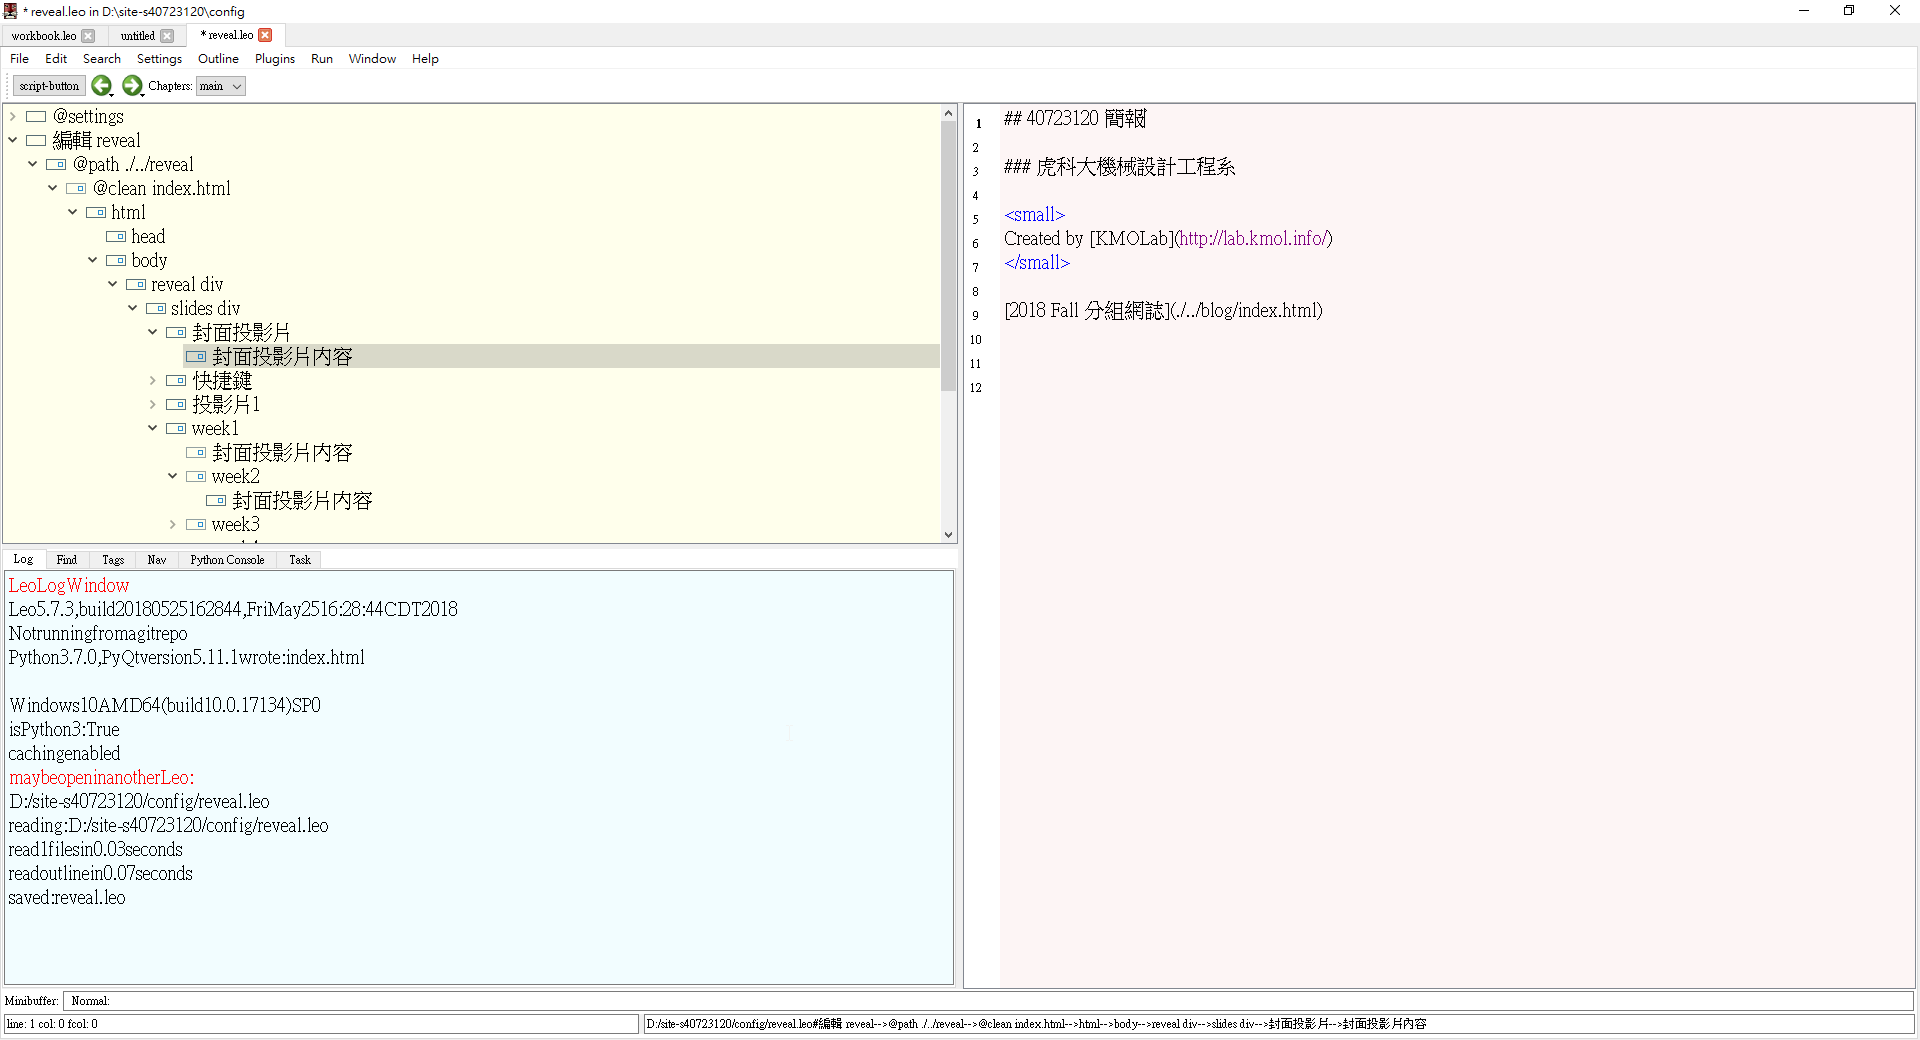 * reveal.leo in D:\site-s40723120\config
workbook.leo untitled * reveal.leo
File Edit Search Settings Outline Plugins Run Window Help
script-button Chapters: main
@settings
編輯 reveal
@path ./../reveal
@clean index.html
html
head
body
reveal div
slides div
封面投影片
封面投影片內容
快捷鍵
投影片1
week1
封面投影片內容
week2
封面投影片內容
week3
Log Find Tags Nav Python Console Task
LeoLogWindow
Leo5.7.3,build20180525162844,FriMay2516:28:44CDT2018
Notrunningfromagitrepo
Python3.7.0,PyQtversion5.11.1wrote:index.html
Windows10AMD64(build10.0.17134)SP0
isPython3:True
cachingenabled
maybeopeninanotherLeo:
D:/site-s40723120/config/reveal.leo
reading:D:/site-s40723120/config/reveal.leo
read1filesin0.03seconds
readoutlinein0.07seconds
saved:reveal.leo
1 ## 40723120 簡報
2
3 ### 虎科大機械設計工程系
4
5 <small>
6 Created by [KMOLab](http://lab.kmol.info/)
7 </small>
8
9 [2018 Fall 分組網誌](./../blog/index.html)
10
11
12
Minibuffer: Normal:
line: 1 col: 0 fcol: 0
D:/site-s40723120/config/reveal.leo#編輯 reveal-->@path ./../reveal-->@clean index.html-->html-->body-->reveal div-->slides div-->封面投影片-->封面投影片內容